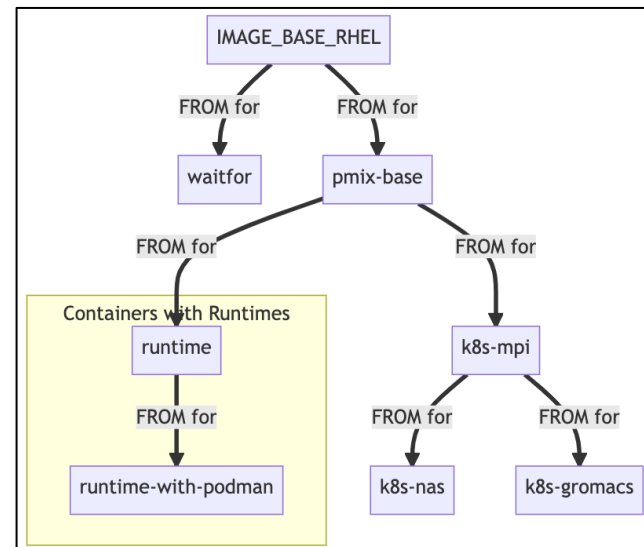 IMAGE_BASE_RHEL
FROM for
FROM for
waitfor
pmix-base
FROM for
FROM for
Containers with Runtimes
runtime
k8s-mpi
FROM for
FROM for
FROM for
runtime-with-podman
k8s-nas
k8s-gromacs